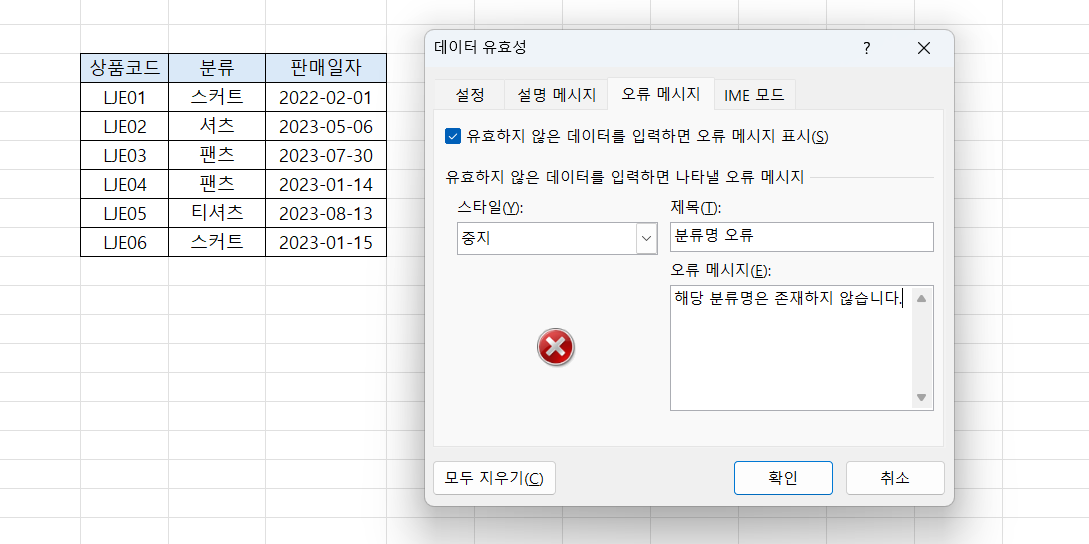 상품코드 분류 판매일자
LJE01 스커트 2022-02-01
LJE02 셔츠 2023-05-06
LJE03 팬츠 2023-07-30
LJE04 팬츠 2023-01-14
LJE05 티셔츠 2023-08-13
LJE06 스커트 2023-01-15
데이터 유효성 ?
설정 설명 메시지 오류 메시지 IME 모드
유효하지 않은 데이터를 입력하면 오류 메시지 표시(S)
유효하지 않은 데이터를 입력하면 나타낼 오류 메시지
스타일(Y): 제목(T):
중지 분류명 오류
오류 메시지(E):
해당 분류명은 존재하지 않습니다.
모두 지우기(C) 확인 취소